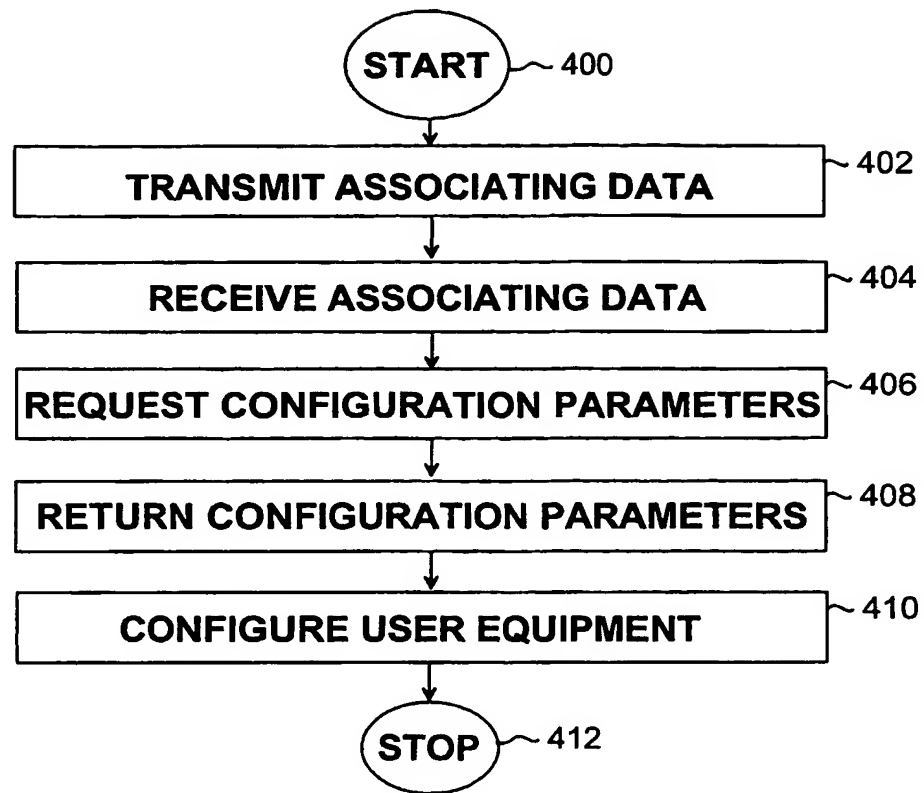 START
400
TRANSMIT ASSOCIATING DATA
402
RECEIVE ASSOCIATING DATA
404
REQUEST CONFIGURATION PARAMETERS
406
RETURN CONFIGURATION PARAMETERS
408
CONFIGURE USER EQUIPMENT
410
STOP
412